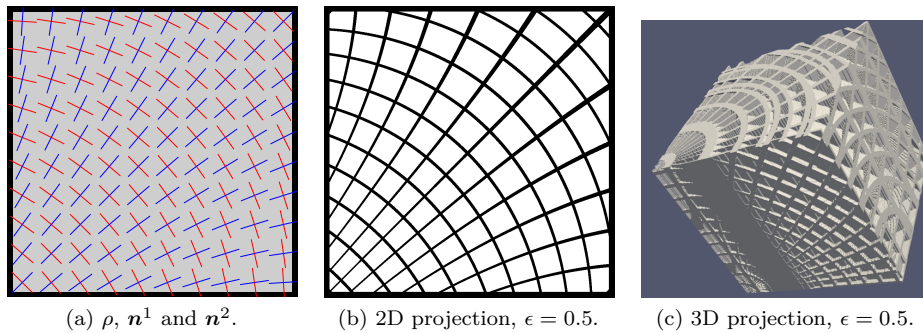 (a) ρ, n¹ and n².
(b) 2D projection, ϵ = 0.5.
(c) 3D projection, ϵ = 0.5.